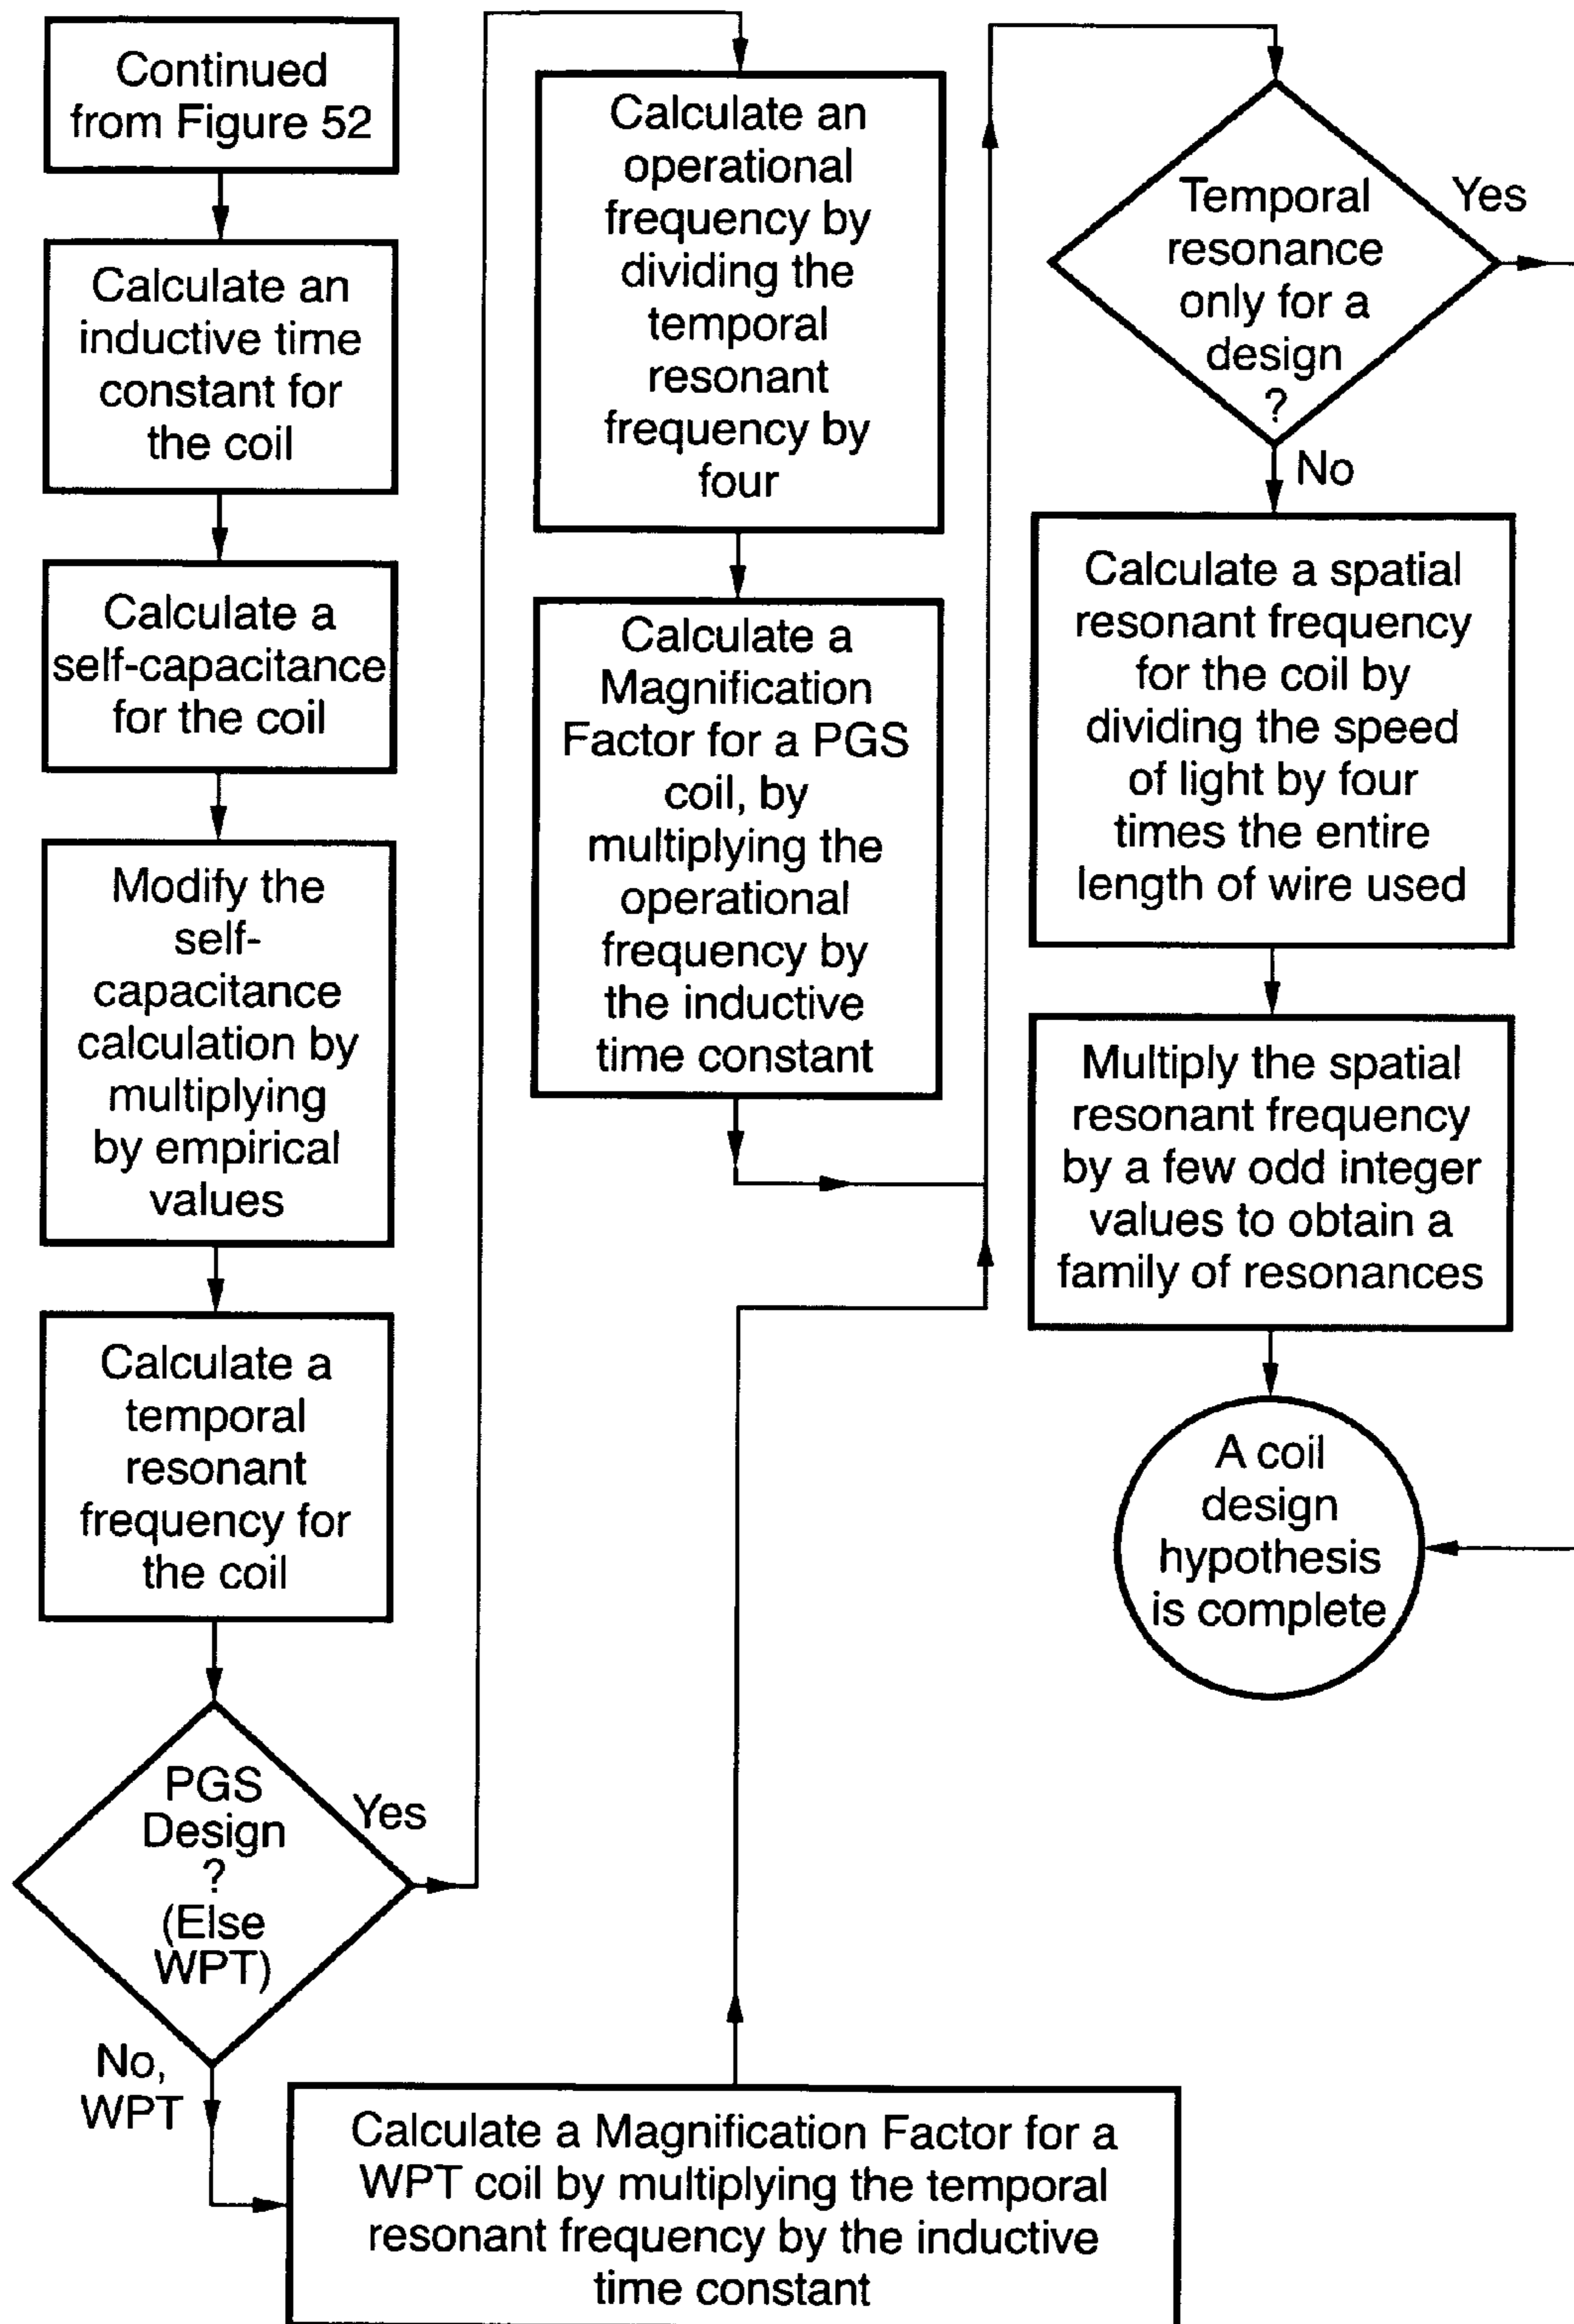 Continued
from Figure 52
Calculate an
inductive time
constant for
the coil
Calculate a
self-capacitance
for the coil
Modify the
self-
capacitance
calculation by
multiplying
by empirical
values
Calculate a
temporal
resonant
frequency for
the coil
PGS
Design
?
(Else
WPT)
Yes
No,
WPT
Calculate an
operational
frequency by
dividing the
temporal
resonant
frequency by
four
Calculate a
Magnification
Factor for a PGS
coil, by
multiplying the
operational
frequency by
the inductive
time constant
Calculate a Magnification Factor for a
WPT coil by multiplying the temporal
resonant frequency by the inductive
time constant
Temporal
resonance
only for a
design
?
Yes
No
Calculate a spatial
resonant frequency
for the coil by
dividing the speed
of light by four
times the entire
length of wire used
Multiply the spatial
resonant frequency
by a few odd integer
values to obtain a
family of resonances
A coil
design
hypothesis
is complete